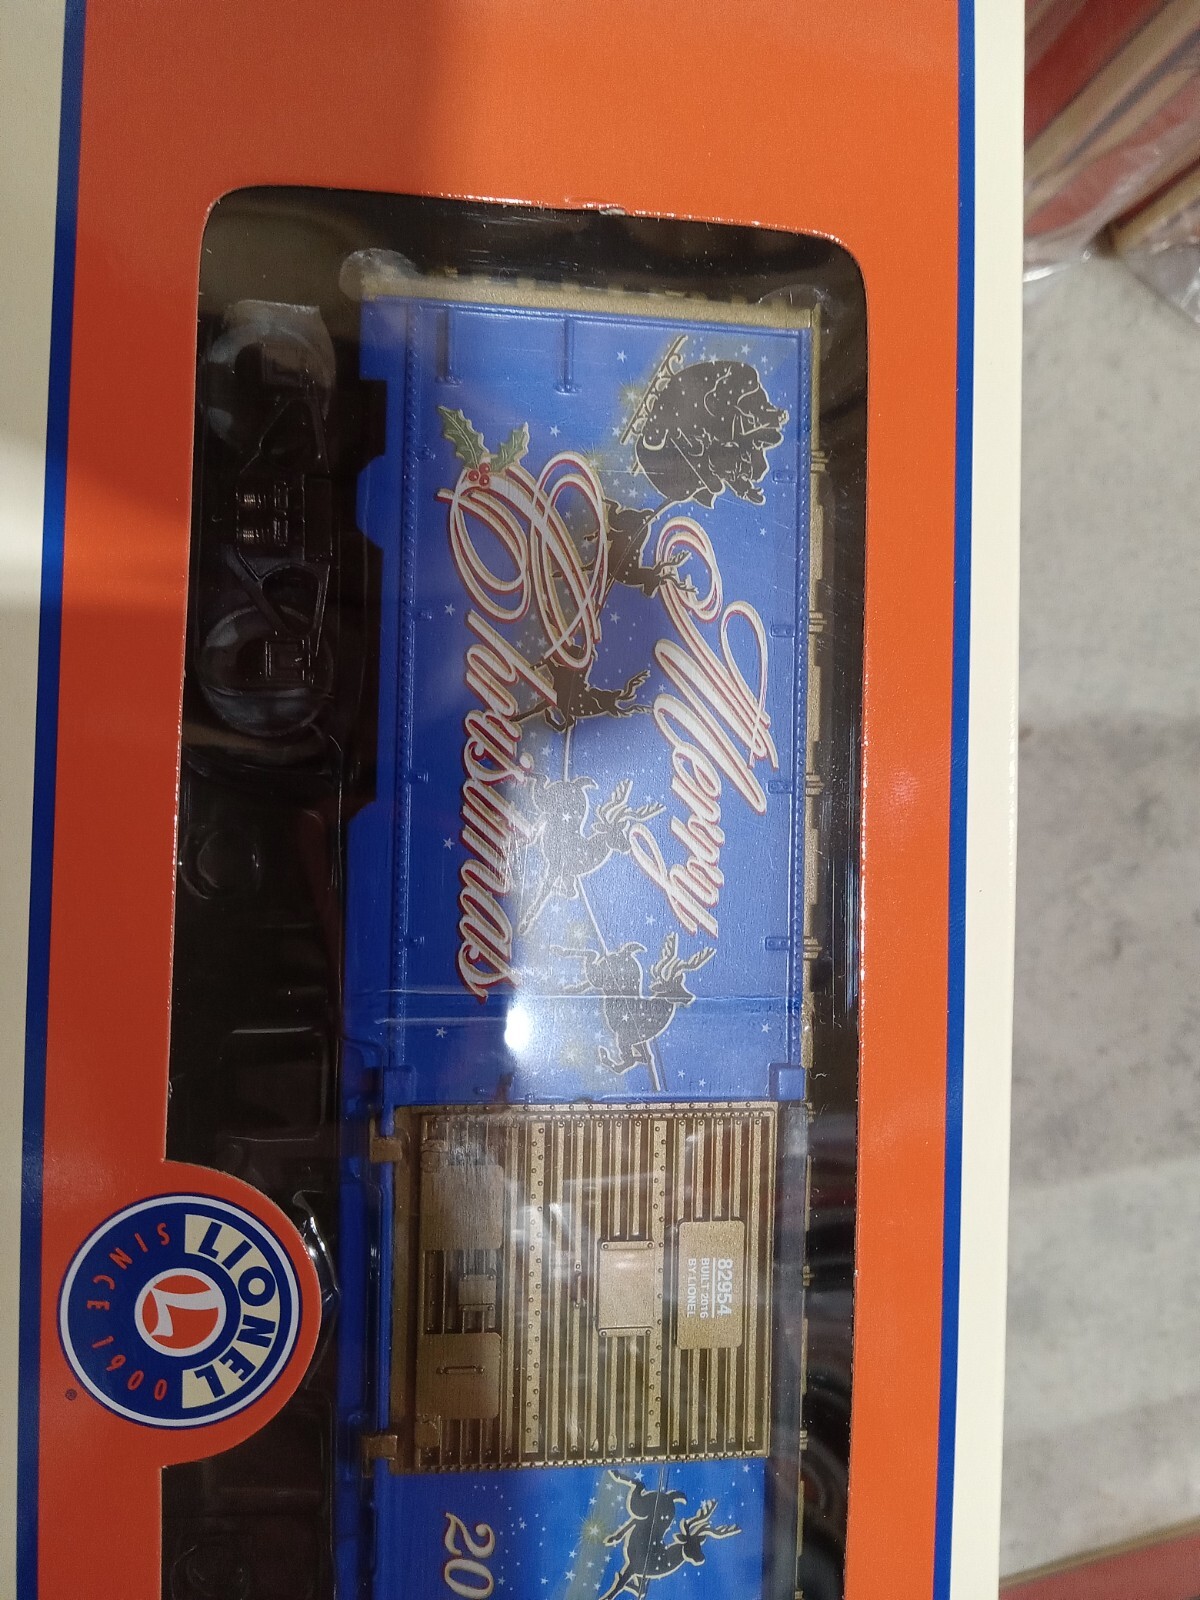 Merry
Christmas
82954
BUILT 2016
BY LIONEL
20
LIONEL
L
SINCE 1900
®